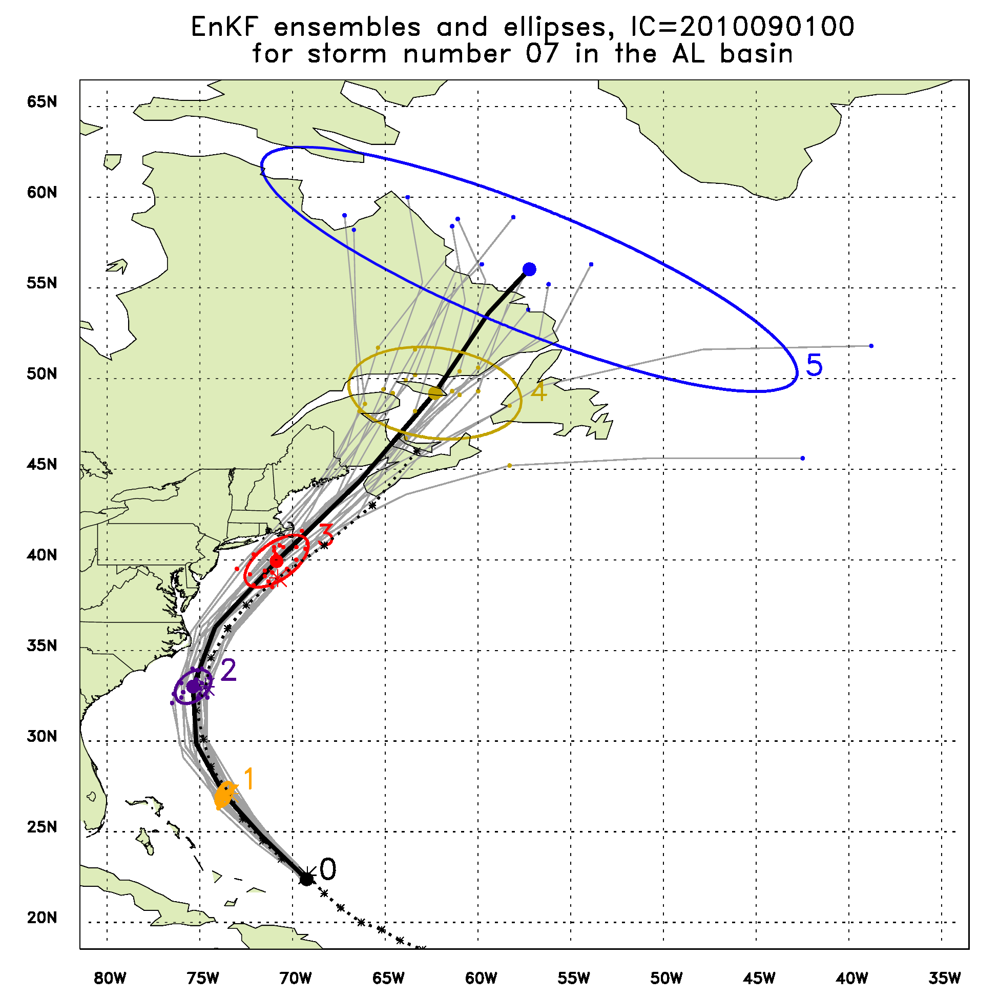 EnKF ensembles and ellipses, IC=2010090100
for storm number 07 in the AL basin
65N
60N
55N
5
50N
4
45N
3
40N
35N
2
30N
1
25N
0
20N
80W 75W 70W 65W 60W 55W 50W 45W 40W 35W